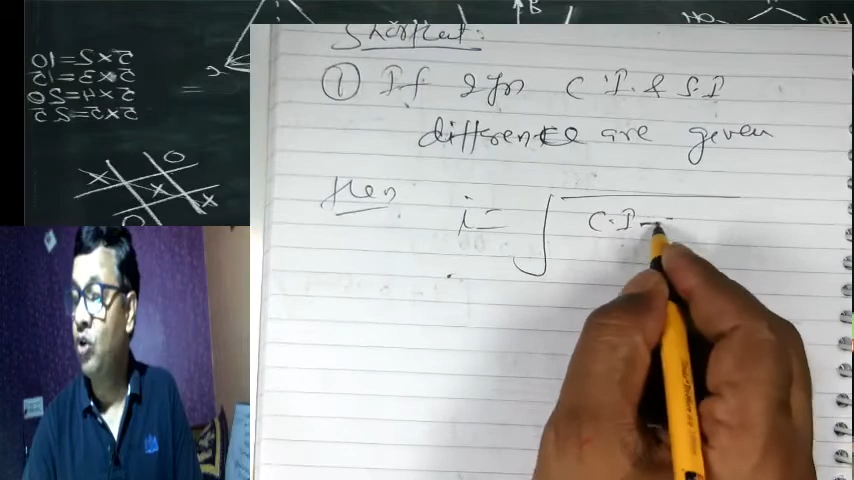 Shortcut:
① If 2yrs C.I. & S.I
difference are given
then i = √ C.I −
5×2=10
5×3=15
5×4=20
5×5=25
B